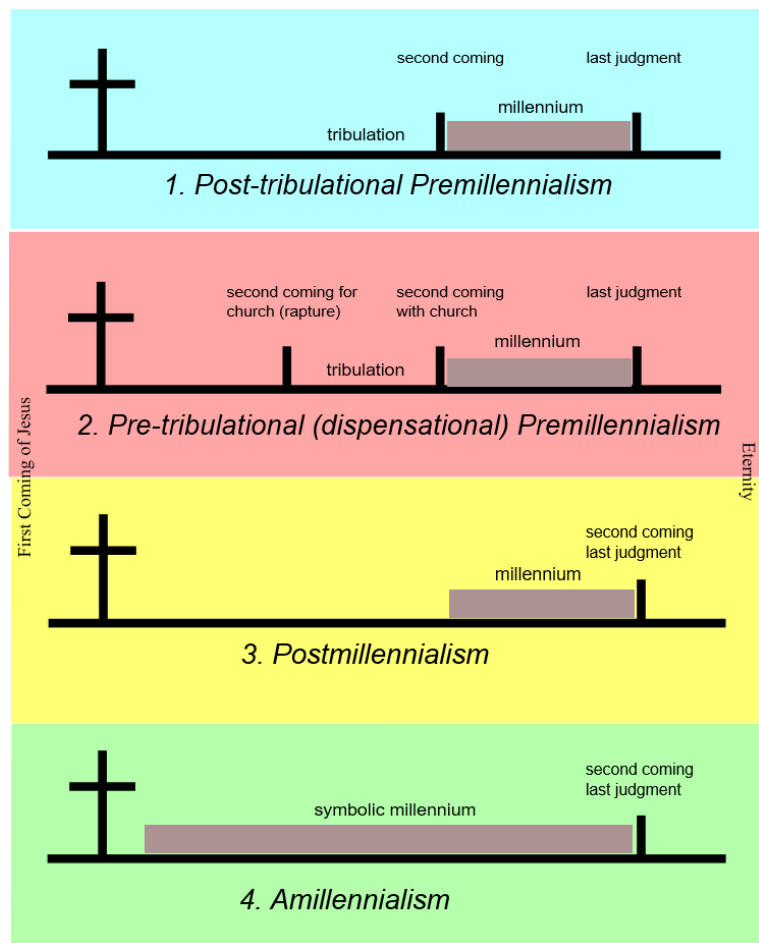 second coming
last judgment
millennium
tribulation
1. Post-tribulational Premillennialism
second coming for
church (rapture)
second coming
with church
last judgment
millennium
tribulation
2. Pre-tribulational (dispensational) Premillennialism
First Coming of Jesus
Eternity
second coming
last judgment
millennium
3. Postmillennialism
second coming
last judgment
symbolic millennium
4. Amillennialism